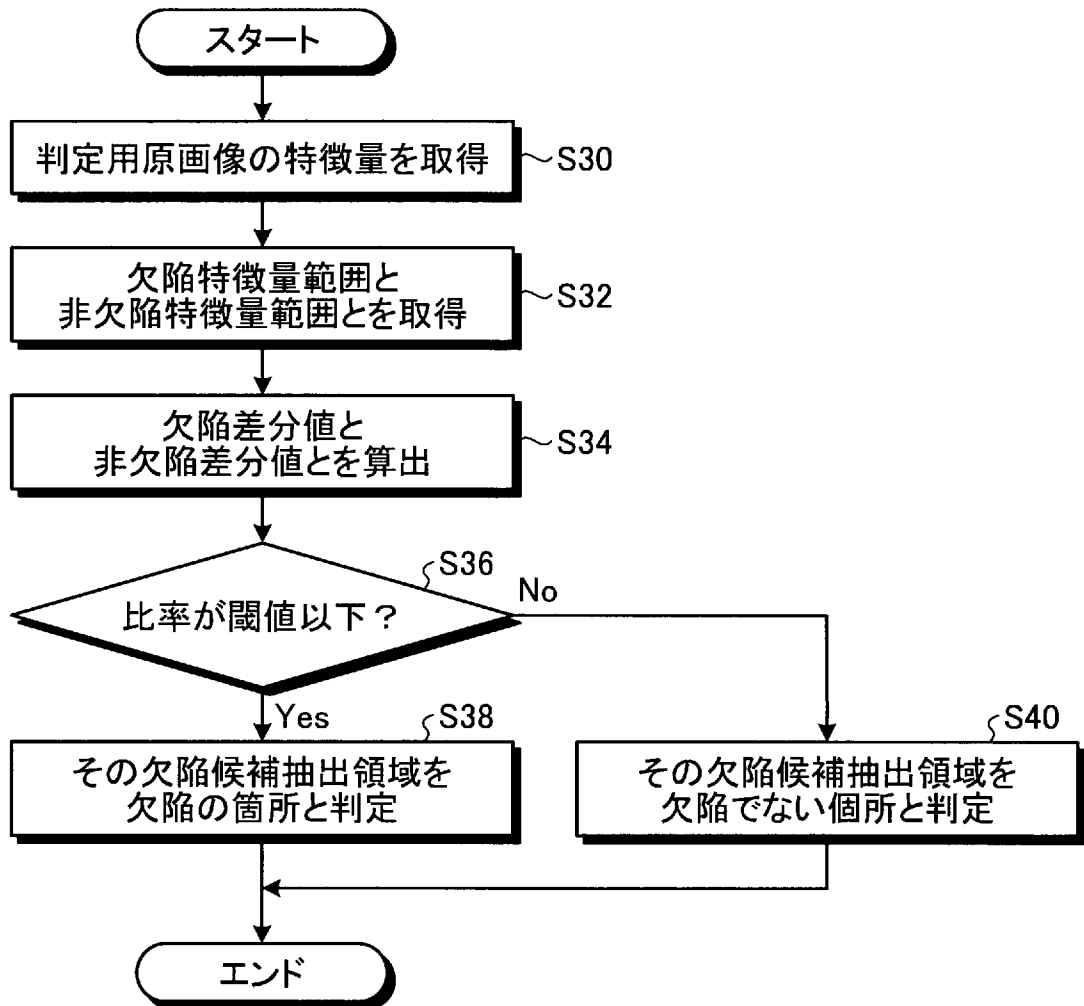 スタート
判定用原画像の特徴量を取得
S30
欠陥特徴量範囲と
非欠陥特徴量範囲とを取得
S32
欠陥差分値と
非欠陥差分値とを算出
S34
比率が閾値以下？
S36
No
Yes
その欠陥候補抽出領域を
欠陥の箇所と判定
S38
その欠陥候補抽出領域を
欠陥でない個所と判定
S40
エンド